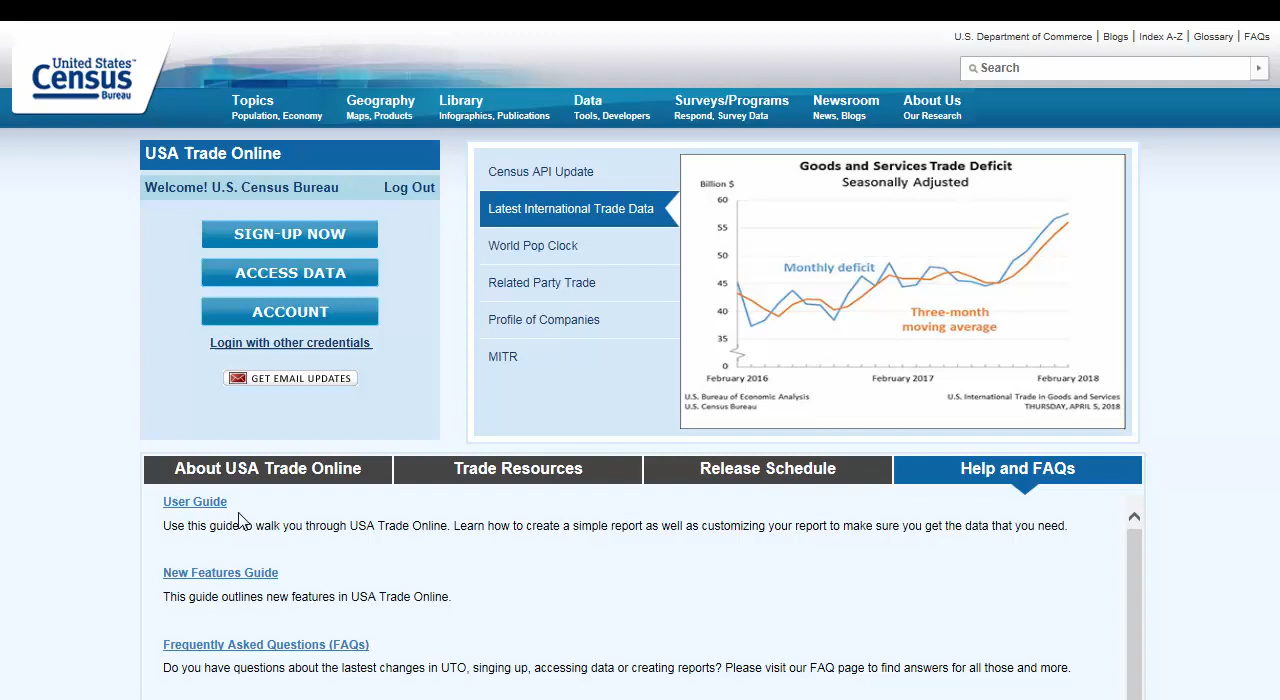 U.S. Department of Commerce | Blogs | Index A-Z | Glossary | FAQs
United States™
Census
Bureau
Search
Topics
Population, Economy
Geography
Maps, Products
Library
Infographics, Publications
Data
Tools, Developers
Surveys/Programs
Respond, Survey Data
Newsroom
News, Blogs
About Us
Our Research
USA Trade Online
Welcome! U.S. Census Bureau Log Out
SIGN-UP NOW
ACCESS DATA
ACCOUNT
Login with other credentials
GET EMAIL UPDATES
Census API Update
Latest International Trade Data
World Pop Clock
Related Party Trade
Profile of Companies
MITR
Goods and Services Trade Deficit
Seasonally Adjusted
Billion $
60
55
50
45
40
35
0
Monthly deficit
Three-month
moving average
February 2016 February 2017 February 2018
U.S. Bureau of Economic Analysis
U.S. Census Bureau
U.S. International Trade in Goods and Services
THURSDAY, APRIL 5, 2018
About USA Trade Online Trade Resources Release Schedule Help and FAQs
User Guide
Use this guide to walk you through USA Trade Online. Learn how to create a simple report as well as customizing your report to make sure you get the data that you need.
New Features Guide
This guide outlines new features in USA Trade Online.
Frequently Asked Questions (FAQs)
Do you have questions about the lastest changes in UTO, singing up, accessing data or creating reports? Please visit our FAQ page to find answers for all those and more.